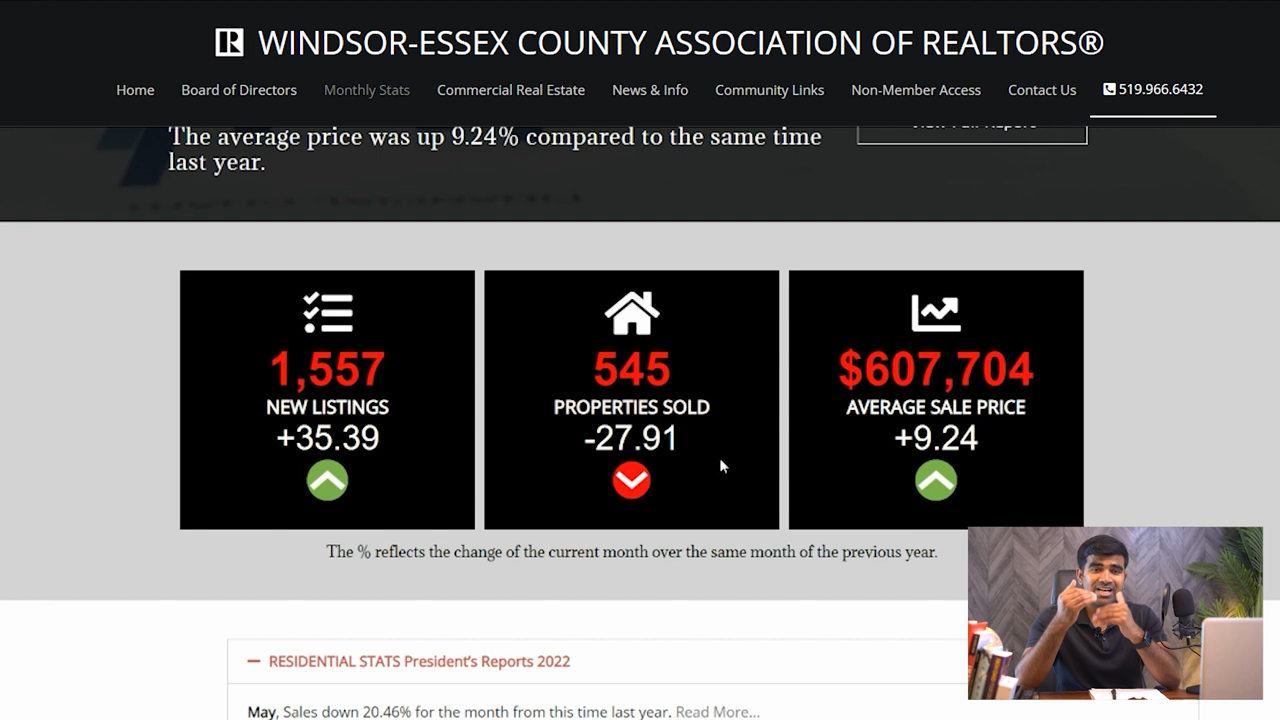 WINDSOR-ESSEX COUNTY ASSOCIATION OF REALTORS®
Home Board of Directors Monthly Stats Commercial Real Estate News & Info Community Links Non-Member Access Contact Us 519.966.6432
The average price was up 9.24% compared to the same time
last year.
View Full Report
1,557
NEW LISTINGS
+35.39
545
PROPERTIES SOLD
-27.91
$607,704
AVERAGE SALE PRICE
+9.24
The % reflects the change of the current month over the same month of the previous year.
RESIDENTIAL STATS President's Reports 2022
May, Sales down 20.46% for the month from this time last year. Read More...